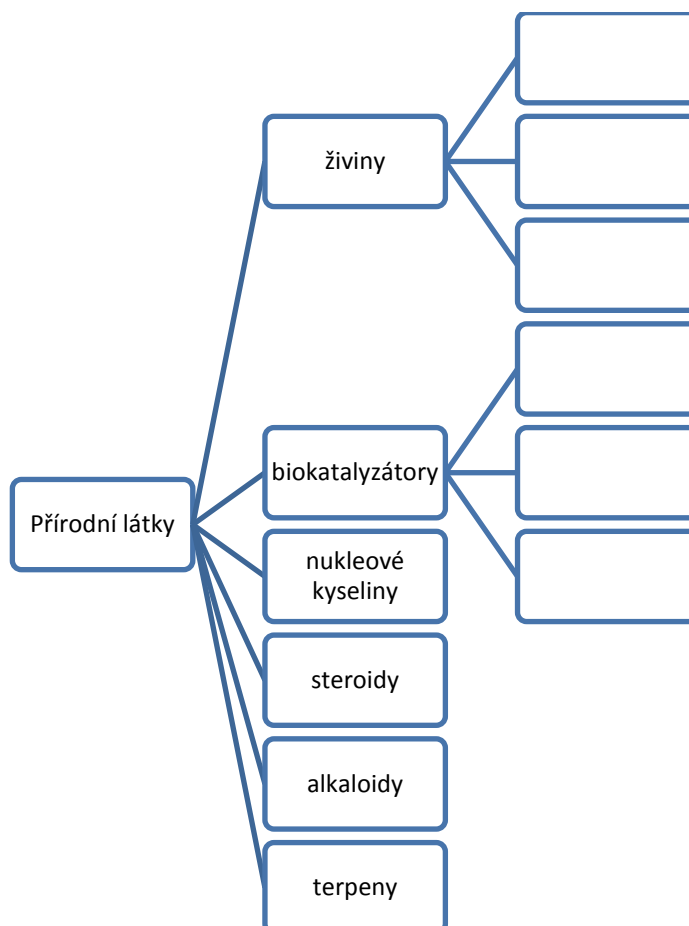 živiny
biokatalyzátory
Přírodní látky
nukleové
kyseliny
steroidy
alkaloidy
terpeny